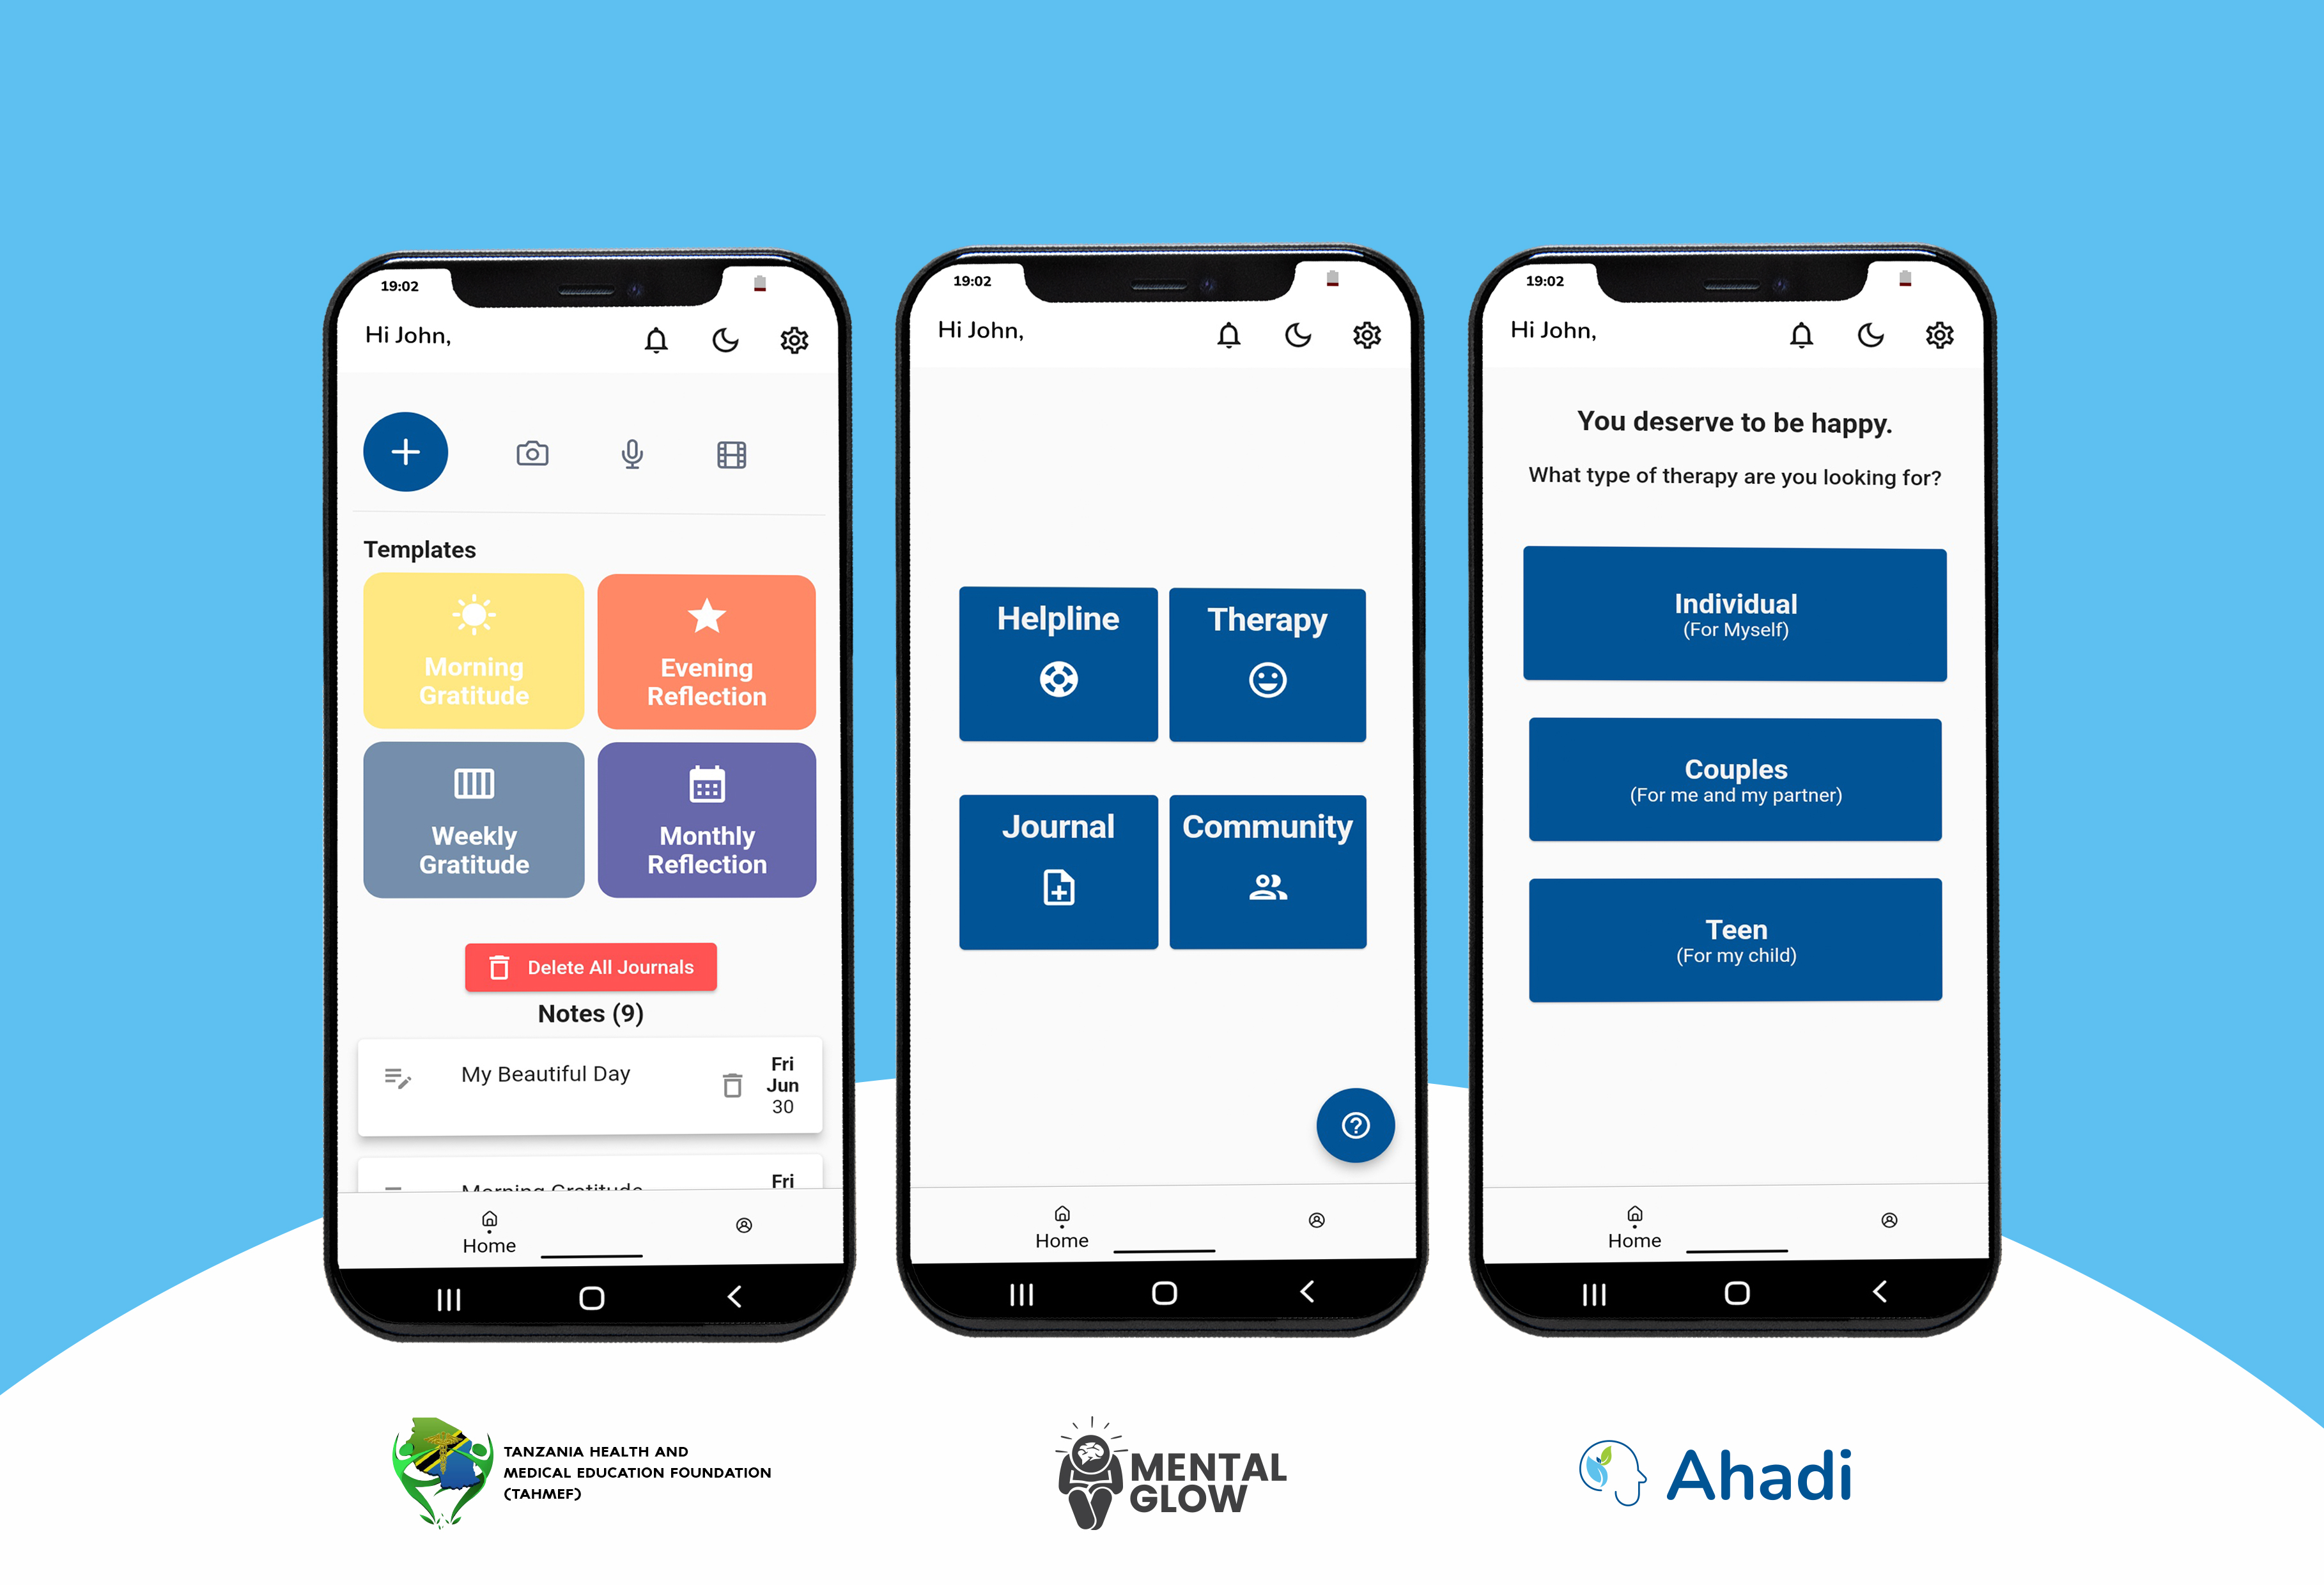 19:02
Hi John,
Templates
Morning
Gratitude
Evening
Reflection
Weekly
Gratitude
Monthly
Reflection
Delete All Journals
Notes (9)
My Beautiful Day
Fri
Jun
30
Morning Gratitude
Fri
Home
19:02
Hi John,
Helpline
Therapy
Journal
Community
Home
19:02
Hi John,
You deserve to be happy.
What type of therapy are you looking for?
Individual
(For Myself)
Couples
(For me and my partner)
Teen
(For my child)
Home
TANZANIA HEALTH AND
MEDICAL EDUCATION FOUNDATION
(TAHMEF)
MENTAL
GLOW
Ahadi